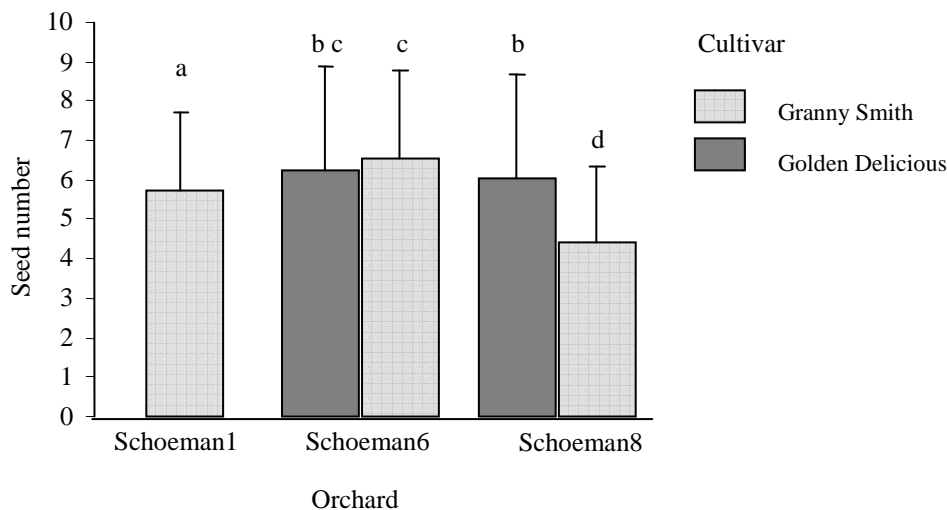 10
9
8
7
6
5
4
3
2
1
0
Seed number
a
b c
c
b
d
Schoeman1
Schoeman6
Schoeman8
Orchard
Cultivar
Granny Smith
Golden Delicious